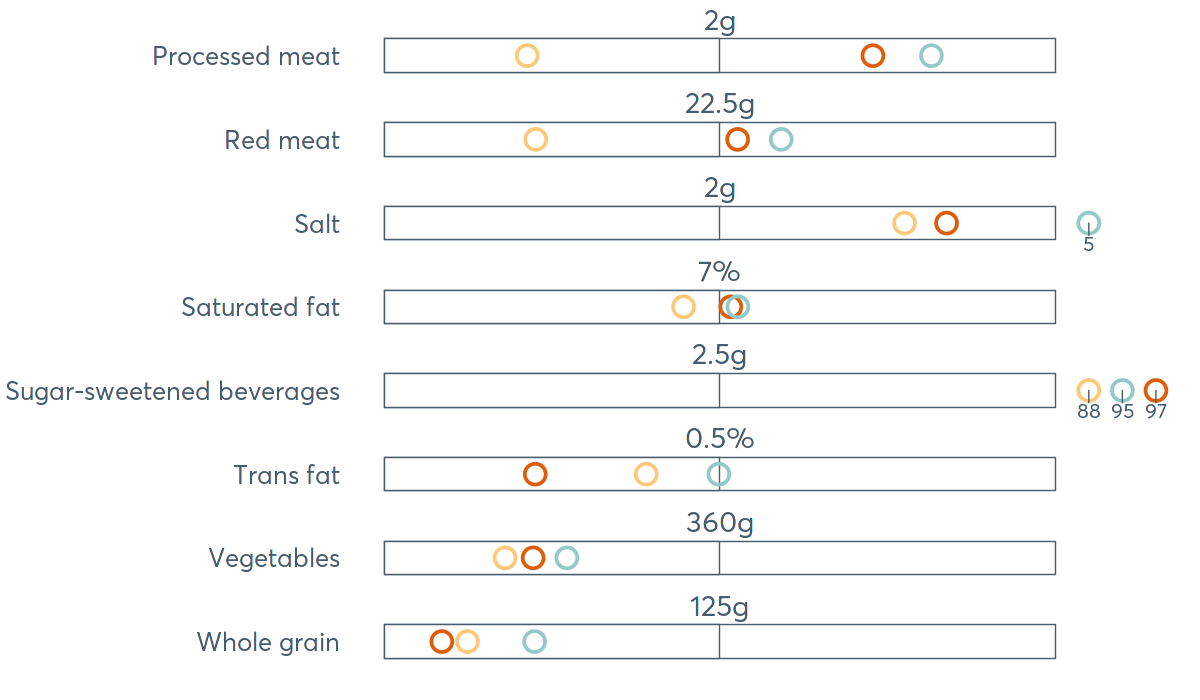 2g
Processed meat
22.5g
Red meat
2g
Salt
5
7%
Saturated fat
2.5g
Sugar-sweetened beverages
88 95 97
0.5%
Trans fat
360g
Vegetables
125g
Whole grain